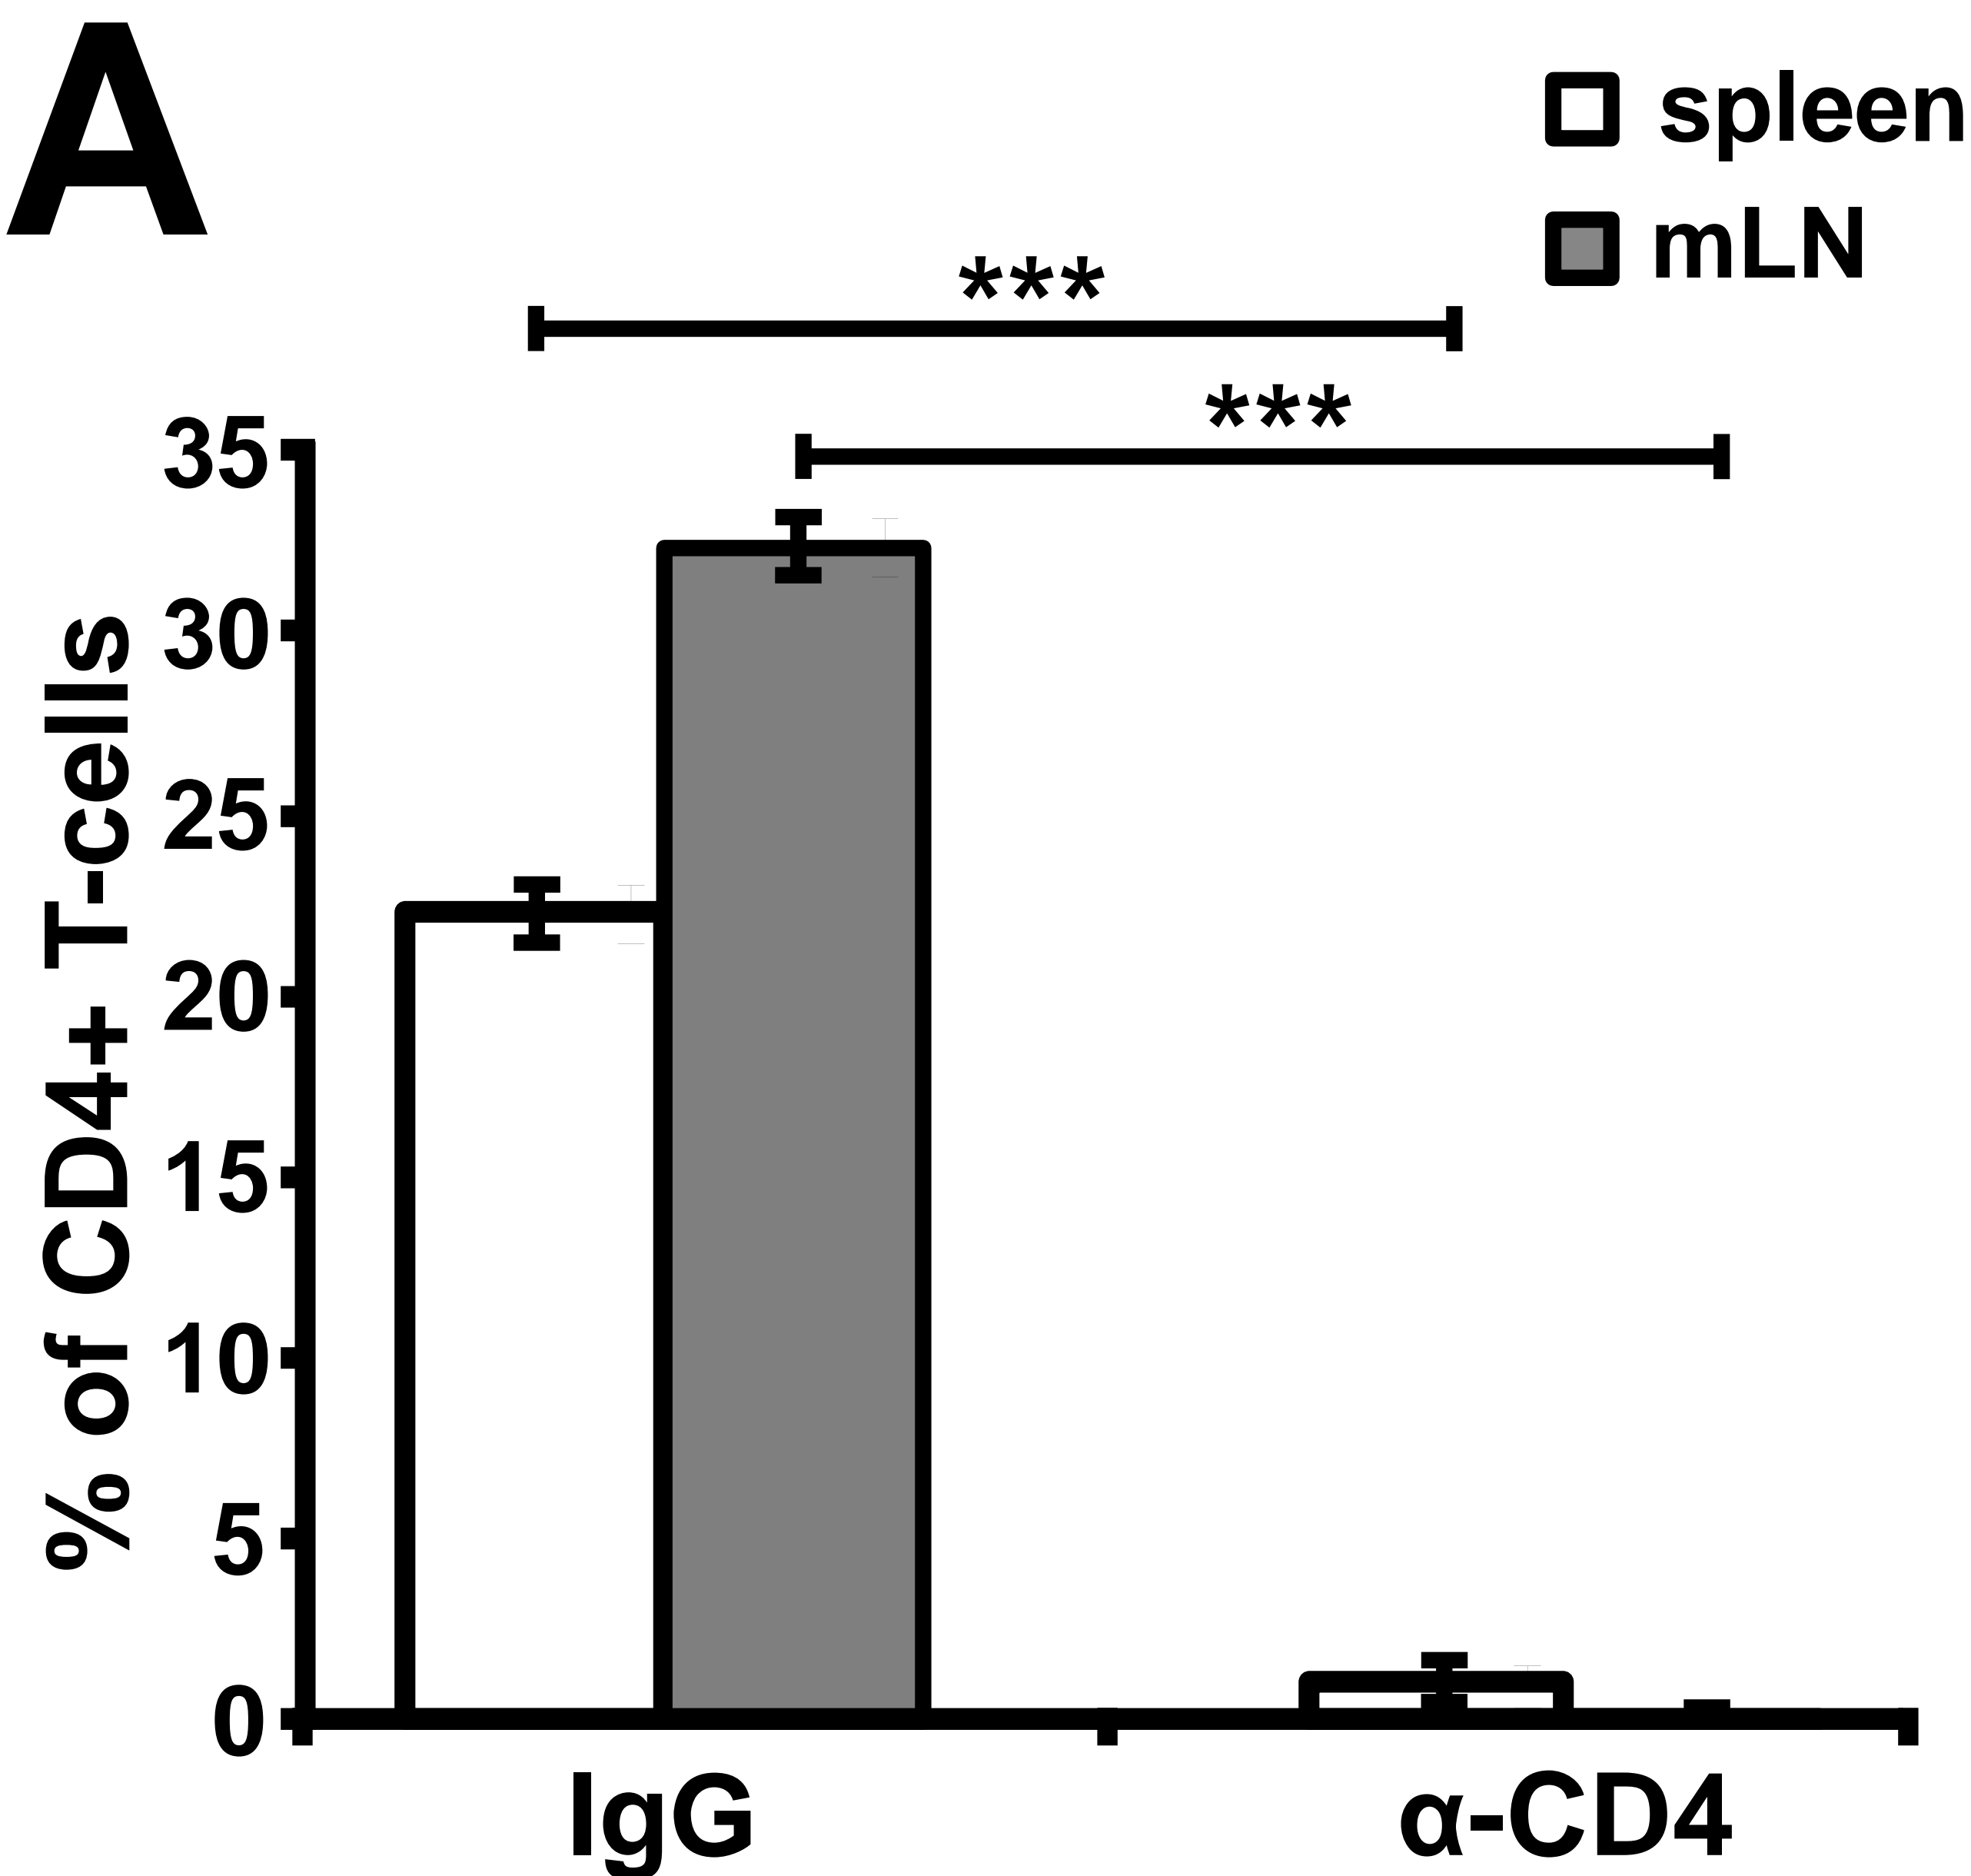 A
spleen
mLN
***
***
% of CD4+ T-cells
35
30
25
20
15
10
5
0
IgG
α-CD4